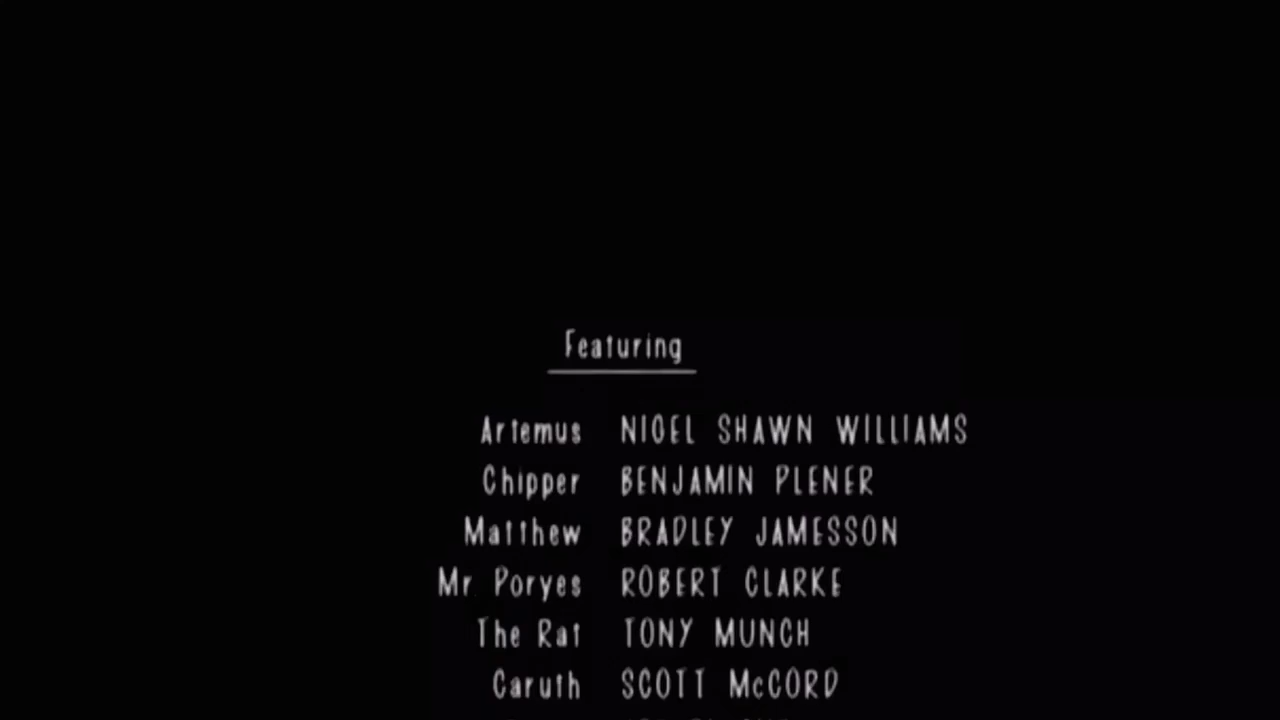 Featuring
Artemus NIGEL SHAWN WILLIAMS
Chipper BENJAMIN PLENER
Matthew BRADLEY JAMESSON
Mr Poryes ROBERT CLARKE
The Rat TONY MUNCH
Caruth SCOTT McCORD